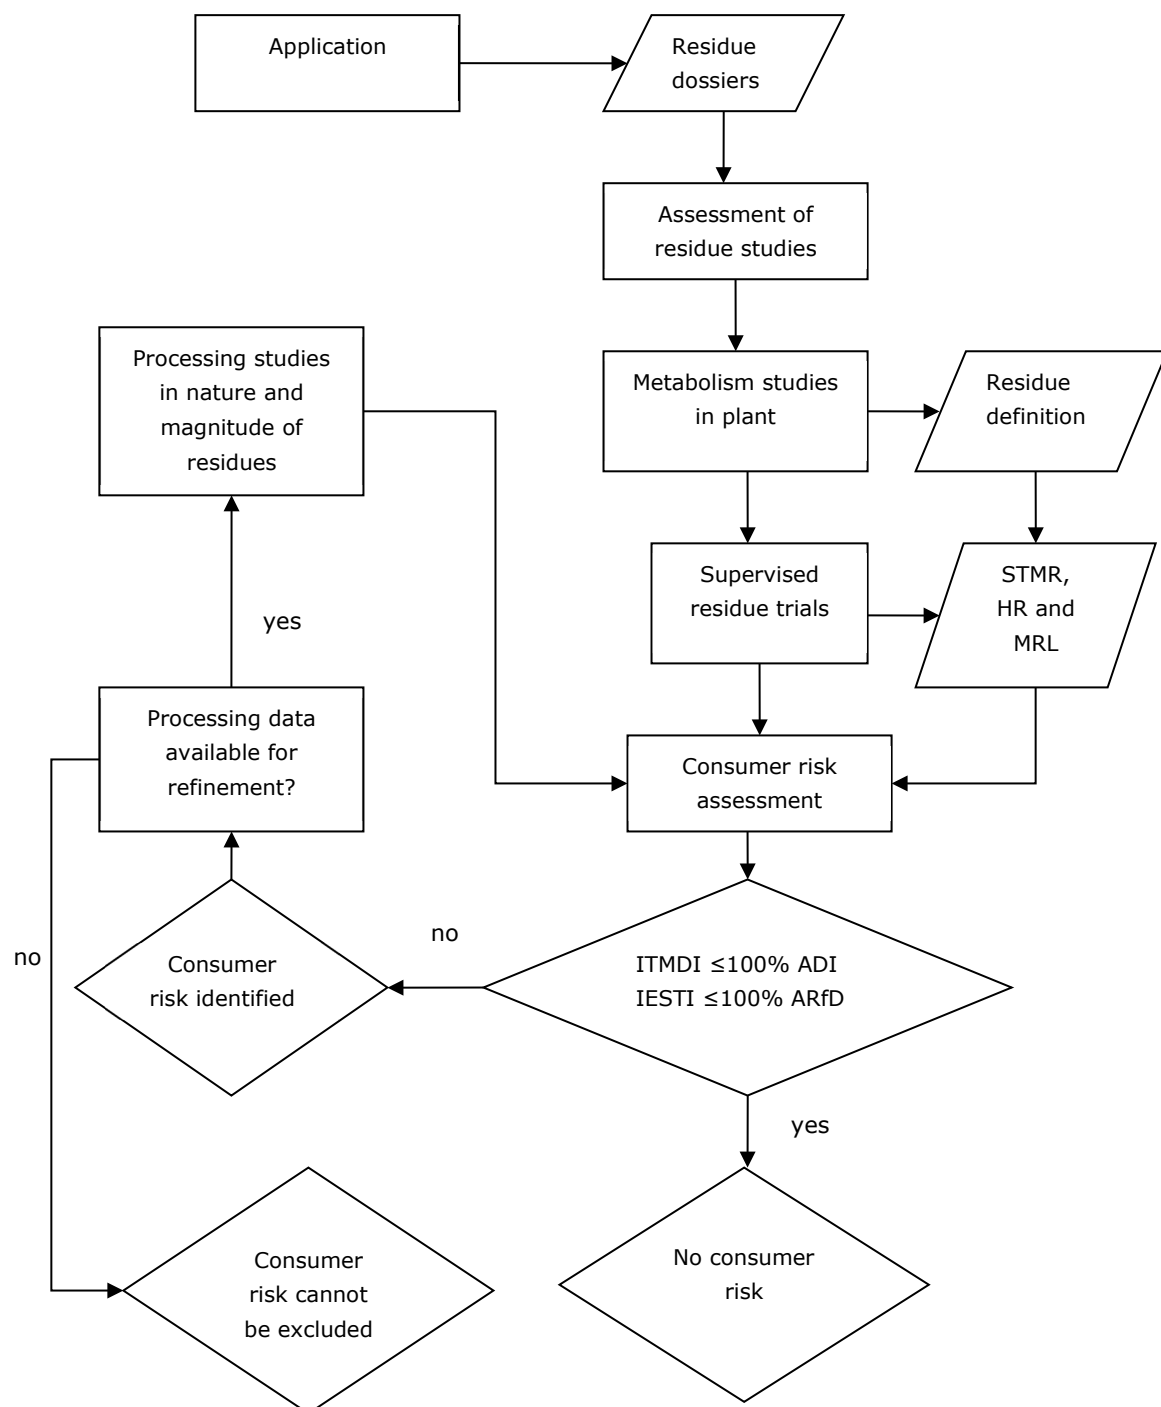 Application
Residue
dossiers
Assessment of
residue studies
Processing studies
in nature and
magnitude of
residues
Metabolism studies
in plant
Residue
definition
Supervised
residue trials
STMR,
HR and
MRL
yes
Processing data
available for
refinement?
Consumer risk
assessment
no
no
Consumer
risk identified
ITMDI ≤100% ADI
IESTI ≤100% ARfD
yes
Consumer
risk cannot
be excluded
No consumer
risk